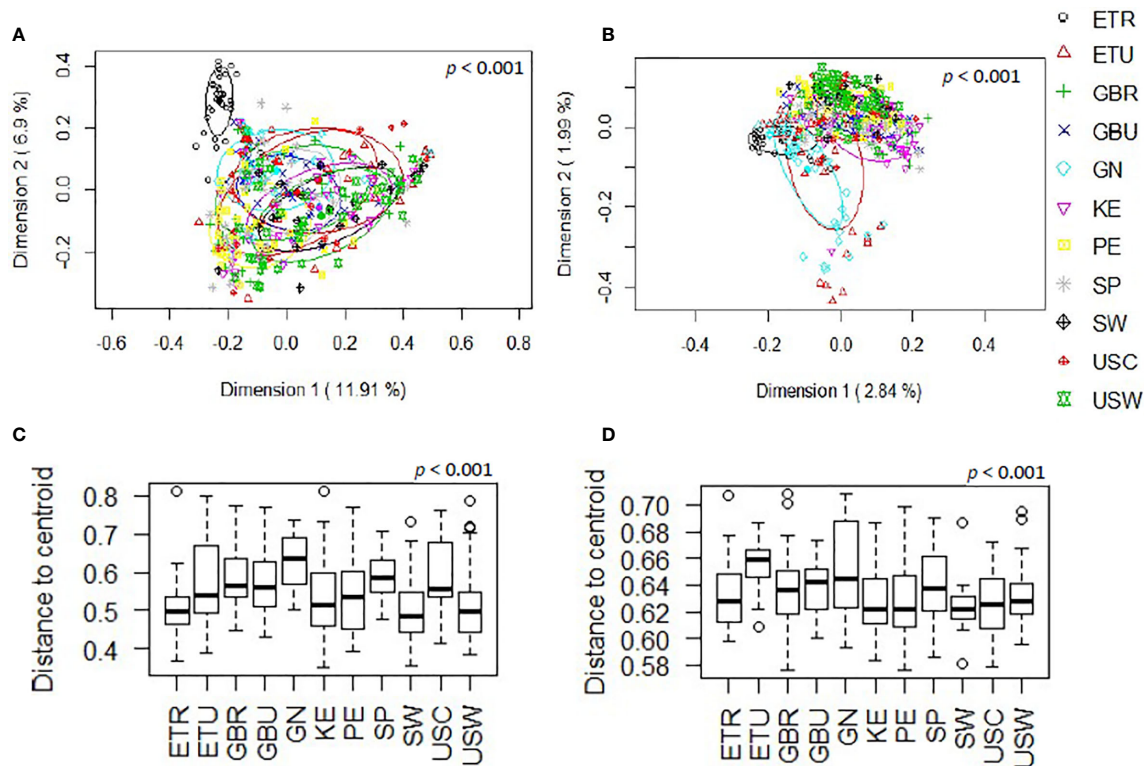 A
p < 0.001
Dimension 2 ( 6.9 %)
0.4
0.2
0.0
-0.2
-0.6 -0.4 -0.2 0.0 0.2 0.4 0.6 0.8
Dimension 1 ( 11.91 %)
B
p < 0.001
Dimension 2 ( 1.99 %)
0.0
-0.2
-0.4
-0.4 -0.2 0.0 0.2 0.4
Dimension 1 ( 2.84 %)
ETR
ETU
GBR
GBU
GN
KE
PE
SP
SW
USC
USW
C
p < 0.001
Distance to centroid
0.8
0.7
0.6
0.5
0.4
ETR ETU GBR GBU GN KE PE SP SW USC USW
D
p < 0.001
Distance to centroid
0.70
0.66
0.64
0.62
0.60
0.58
ETR ETU GBR GBU GN KE PE SP SW USC USW